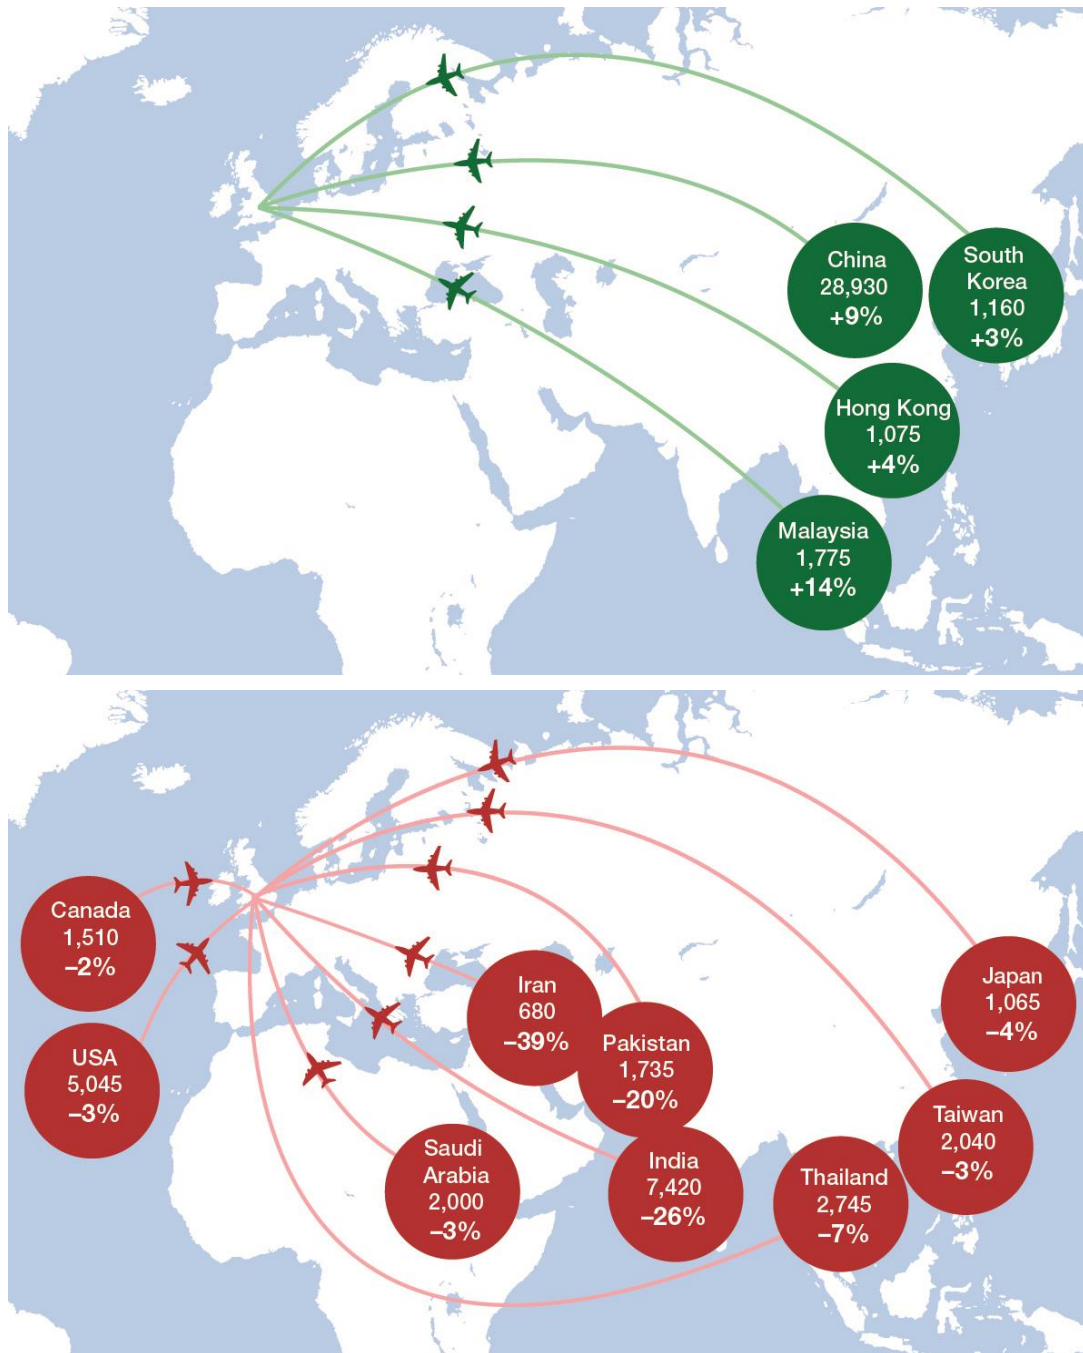 China
28,930
+9%
South
Korea
1,160
+3%
Hong Kong
1,075
+4%
Malaysia
1,775
+14%
Canada
1,510
–2%
USA
5,045
–3%
Iran
680
–39%
Pakistan
1,735
–20%
Japan
1,065
–4%
Taiwan
2,040
–3%
Saudi
Arabia
2,000
–3%
India
7,420
–26%
Thailand
2,745
–7%